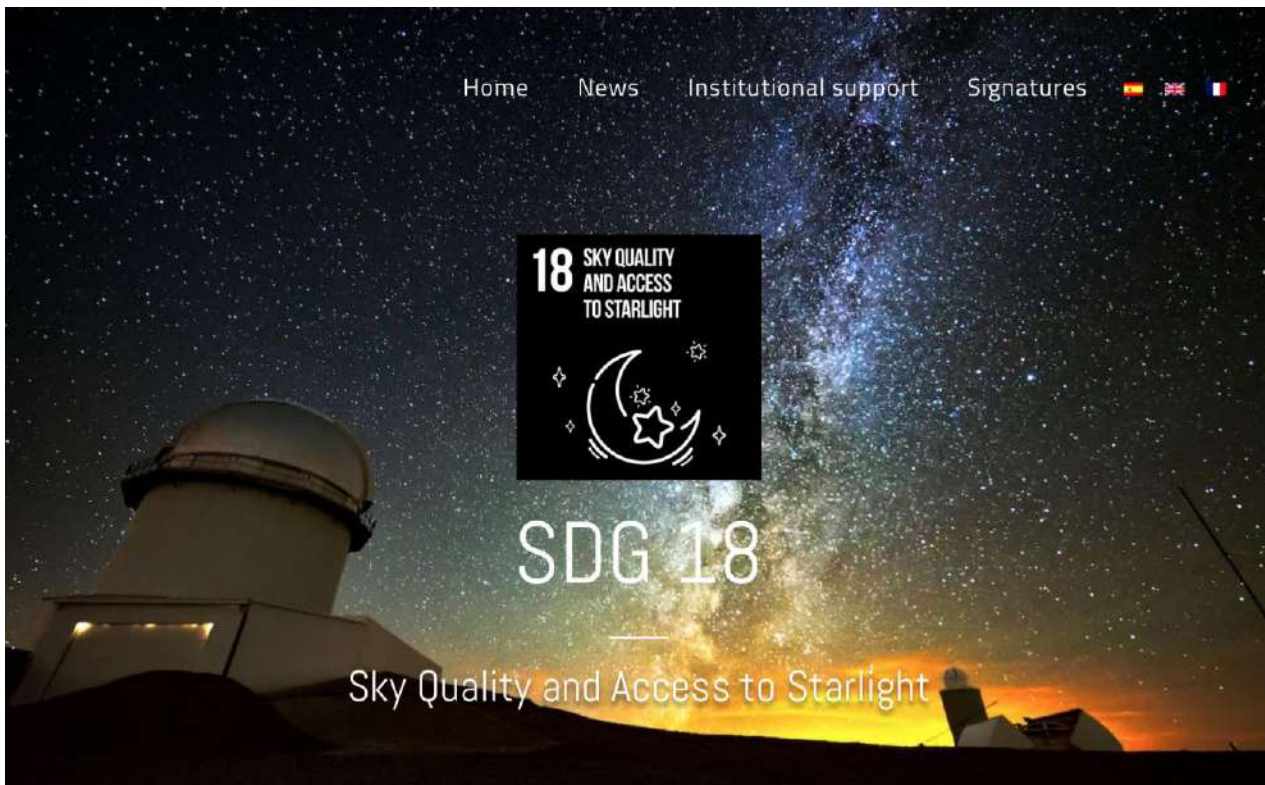 Home News Institutional support Signatures
18 SKY QUALITY
AND ACCESS
TO STARLIGHT
SDG 18
Sky Quality and Access to Starlight